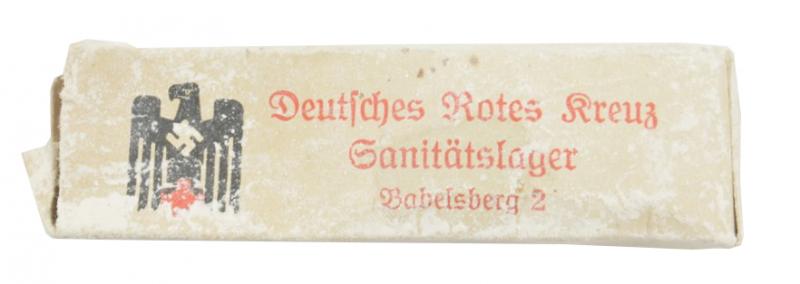 Deutſches Rotes Kreuz
Sanitätslager
Babelsberg 2